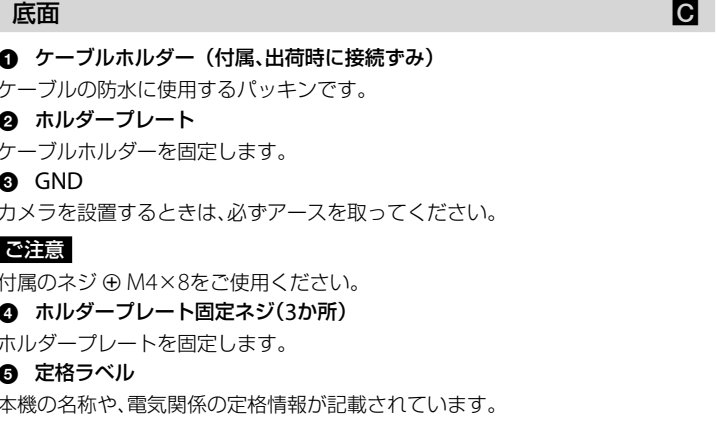 底面 C
❶ ケーブルホルダー（付属、出荷時に接続ずみ）
ケーブルの防水に使用するパッキンです。
❷ ホルダープレート
ケーブルホルダーを固定します。
❸ GND
カメラを設置するときは、必ずアースを取ってください。
ご注意
付属のネジ ⊕ M4×8をご使用ください。
❹ ホルダープレート固定ネジ（3か所）
ホルダープレートを固定します。
❺ 定格ラベル
本機の名称や、電気関係の定格情報が記載されています。